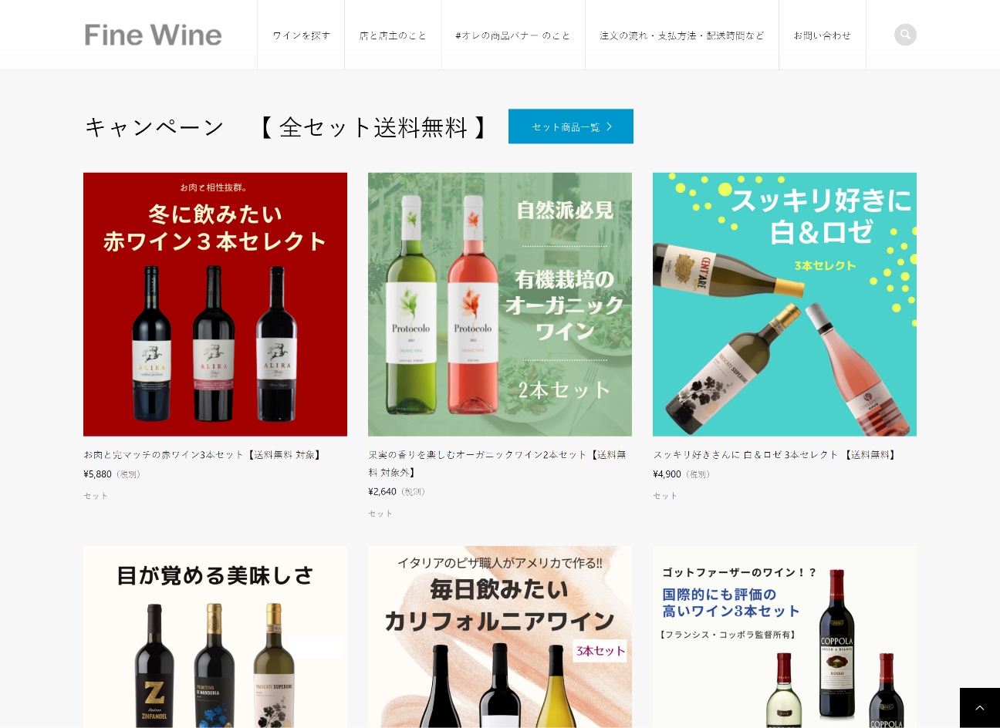 Fine Wine
ワインを探す
店と店主のこと
#オレの商品バナー のこと
注文の流れ・支払方法・配送時間など
お問い合わせ
キャンペーン 【 全セット送料無料 】
セット商品一覧
お肉と相性抜群。
冬に飲みたい
赤ワイン３本セレクト
ALIRA
ALIRA
ALIRA
自然派必見
有機栽培の
オーガニック
ワイン
2本セット
Protocolo
Protocolo
スッキリ好きに
白＆ロゼ
3本セレクト
CENT'ARE
FRASCATI SUPERIORE
お肉と完マッチの赤ワイン3本セット【送料無料 対象】
¥5,880（税別）
セット
果実の香りを楽しむオーガニックワイン2本セット【送料無
料 対象外】
¥2,640（税別）
セット
スッキリ好きさんに 白＆ロゼ 3本セレクト 【送料無料】
¥4,900（税別）
セット
目が覚める美味しさ
Z
ZINFANDEL
PRIMITIVO
DI MANDURIA
FRASCATI SUPERIORE
イタリアのピザ職人がアメリカで作る!!
毎日飲みたい
カリフォルニアワイン
3本セット
ゴットファーザーのワイン！？
国際的にも評価の
高いワイン3本セット
【フランシス・コッポラ監督所有】
COPPOLA
ROSSO & BIANCO
ROSSO
COPPOLA